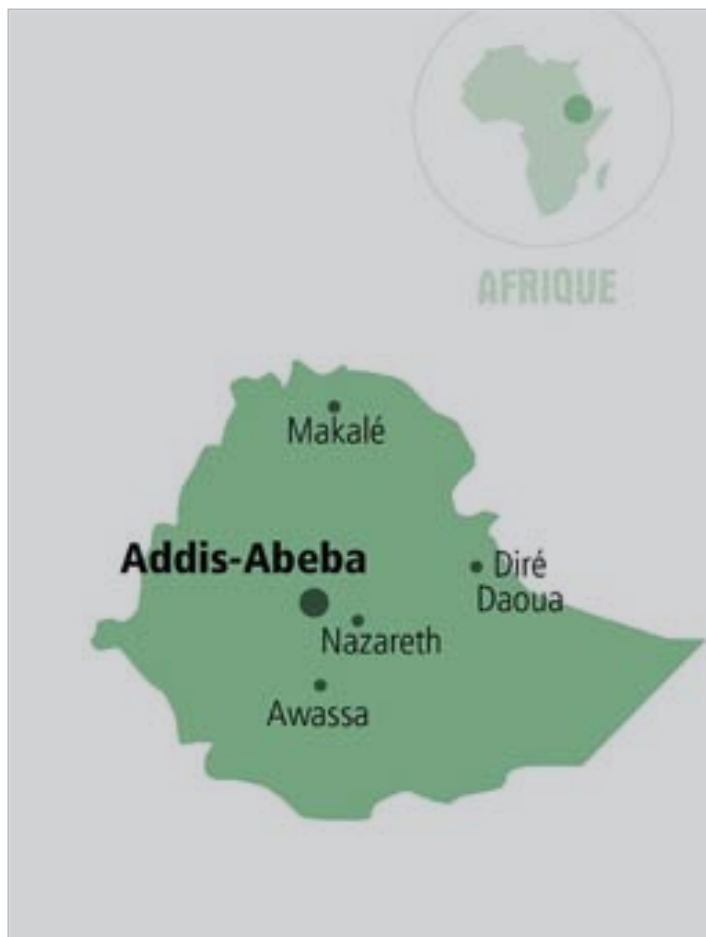 AFRIQUE
Makalé
Addis-Abeba
Diré
Daoua
Nazareth
Awassa